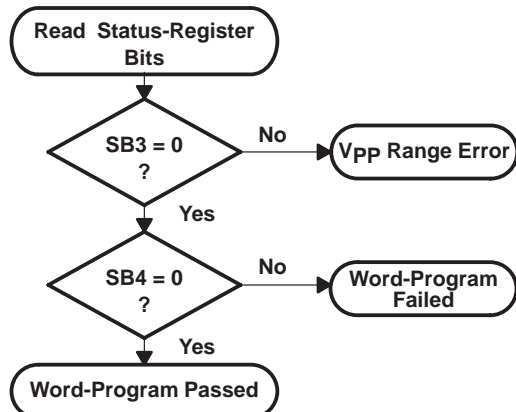 Read Status-Register
Bits
SB3 = 0
?
No
VPP Range Error
Yes
SB4 = 0
?
No
Word-Program
Failed
Yes
Word-Program Passed